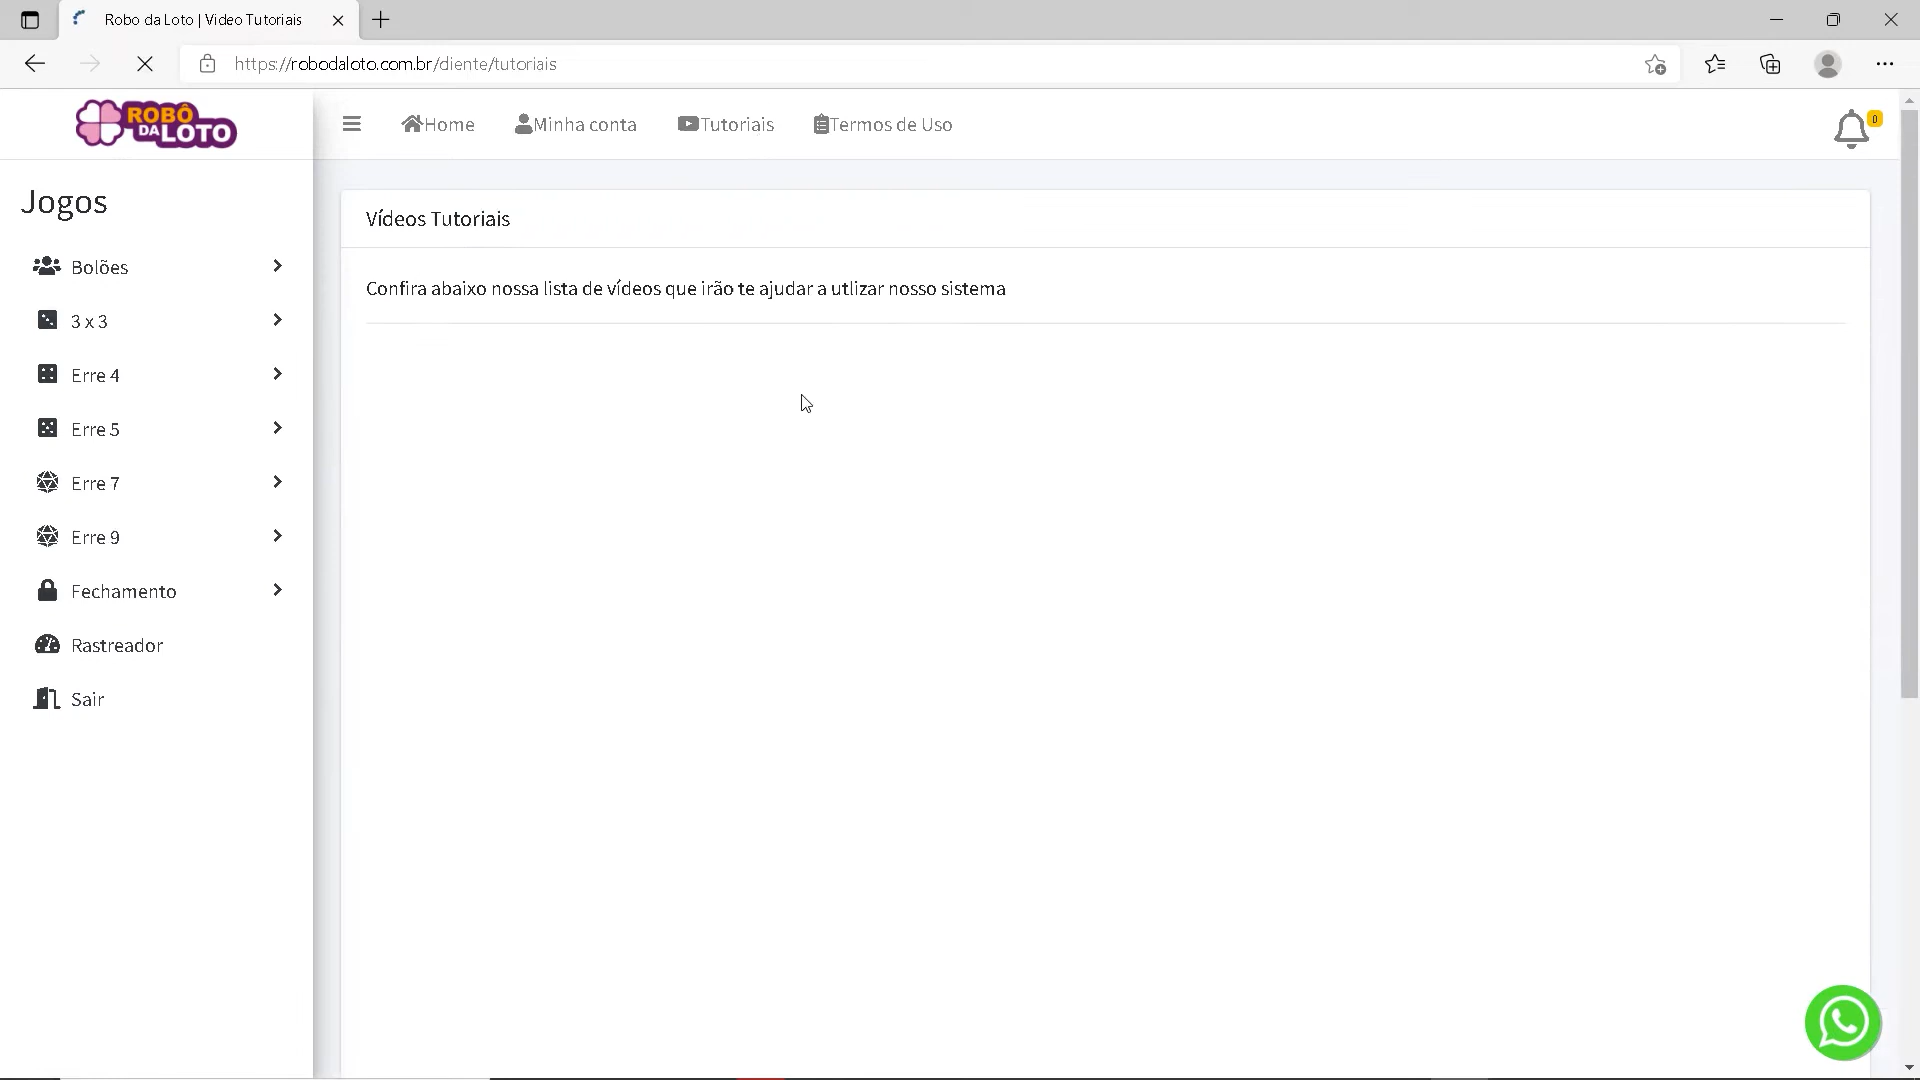 Robo da Loto | Video Tutoriais
https://robodaloto.com.br/cliente/tutoriais
ROBÔ
DA LOTO
Home
Minha conta
Tutoriais
Termos de Uso
0
Jogos
Bolões
3 x 3
Erre 4
Erre 5
Erre 7
Erre 9
Fechamento
Rastreador
Sair
Vídeos Tutoriais
Confira abaixo nossa lista de vídeos que irão te ajudar a utlizar nosso sistema